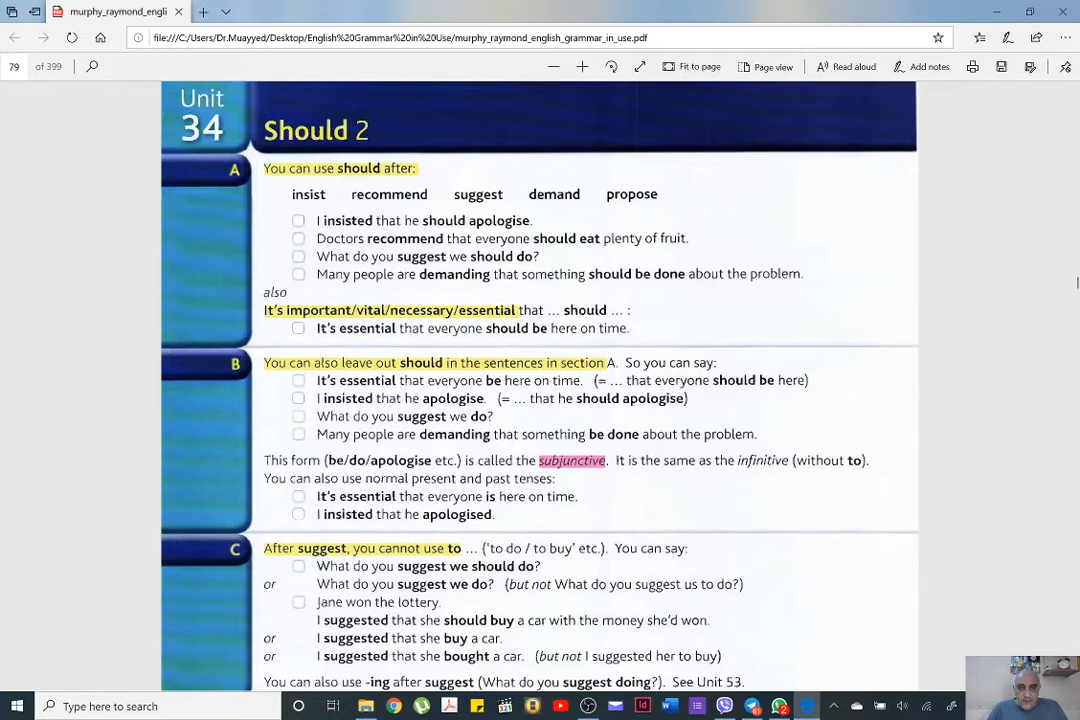 murphy_raymond_engli
file:///C:/Users/Dr.Muayyed/Desktop/English%20Grammar%20in%20Use/murphy_raymond_english_grammar_in_use.pdf
79 of 399 Fit to page Page view Read aloud Add notes
Unit
34 Should 2
A You can use should after:
insist recommend suggest demand propose
I insisted that he should apologise.
Doctors recommend that everyone should eat plenty of fruit.
What do you suggest we should do?
Many people are demanding that something should be done about the problem.
also
It's important/vital/necessary/essential that ... should ... :
It's essential that everyone should be here on time.
B You can also leave out should in the sentences in section A. So you can say:
It's essential that everyone be here on time. (= ... that everyone should be here)
I insisted that he apologise. (= ... that he should apologise)
What do you suggest we do?
Many people are demanding that something be done about the problem.
This form (be/do/apologise etc.) is called the subjunctive. It is the same as the infinitive (without to).
You can also use normal present and past tenses:
It's essential that everyone is here on time.
I insisted that he apologised.
C After suggest, you cannot use to ... ('to do / to buy' etc.). You can say:
What do you suggest we should do?
or What do you suggest we do? (but not What do you suggest us to do?)
Jane won the lottery.
I suggested that she should buy a car with the money she'd won.
or I suggested that she buy a car.
or I suggested that she bought a car. (but not I suggested her to buy)
You can also use -ing after suggest (What do you suggest doing?). See Unit 53.
Type here to search